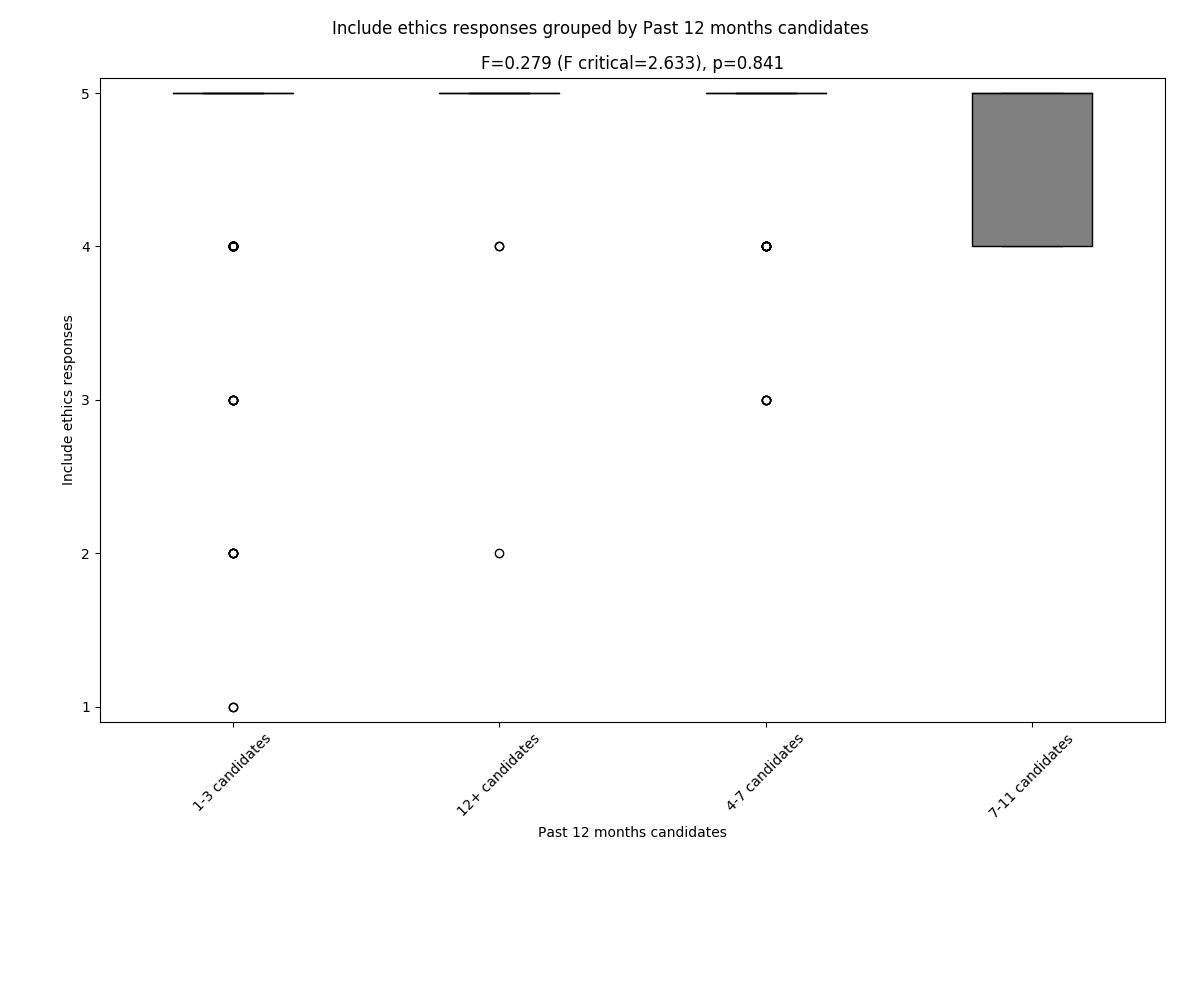 Include ethics responses grouped by Past 12 months candidates
F=0.279 (F critical=2.633), p=0.841
5
4
3
2
1
Include ethics responses
1-3 candidates
12+ candidates
4-7 candidates
7-11 candidates
Past 12 months candidates